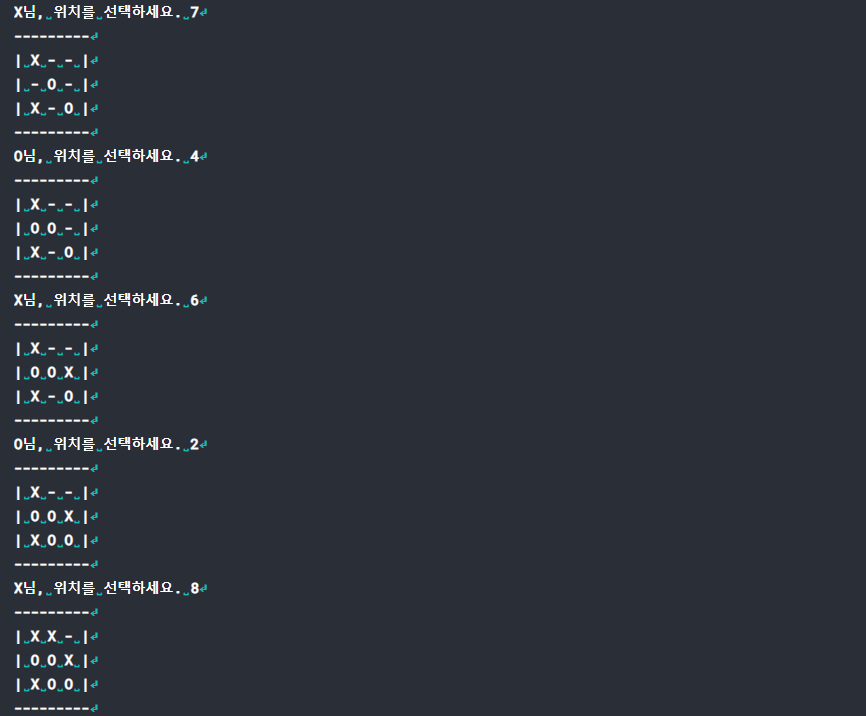 X님, 위치를 선택하세요. 7
---------
| X - - |
| - O - |
| X - O |
---------
O님, 위치를 선택하세요. 4
---------
| X - - |
| O O - |
| X - O |
---------
X님, 위치를 선택하세요. 6
---------
| X - - |
| O O X |
| X - O |
---------
O님, 위치를 선택하세요. 2
---------
| X - - |
| O O X |
| X O O |
---------
X님, 위치를 선택하세요. 8
---------
| X X - |
| O O X |
| X O O |
---------